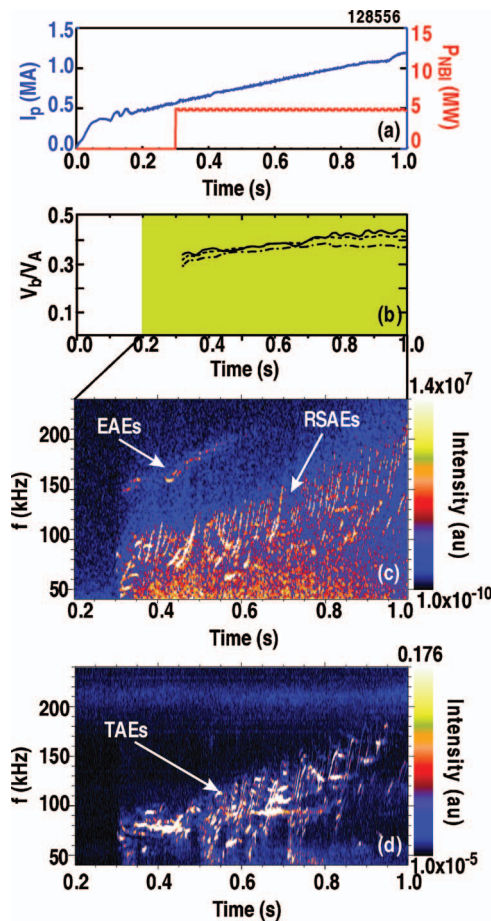 128556
1.5
1.0
0.5
0.0
I_p (MA)
15
10
5
0
P_NBI (MW)
(a)
0 0.2 0.4 0.6 0.8 1.0
Time (s)
0.5
0.3
0.1
V_b/V_A
(b)
0 0.2 0.4 0.6 0.8 1.0
Time (s)
200
150
100
50
f (kHz)
EAEs
RSAEs
(c)
1.4x10^7
Intensity (au)
1.0x10^-10
0.2 0.4 0.6 0.8 1.0
Time (s)
200
150
100
50
f (kHz)
TAEs
(d)
0.176
Intensity (au)
1.0x10^-5
0.2 0.4 0.6 0.8 1.0
Time (s)